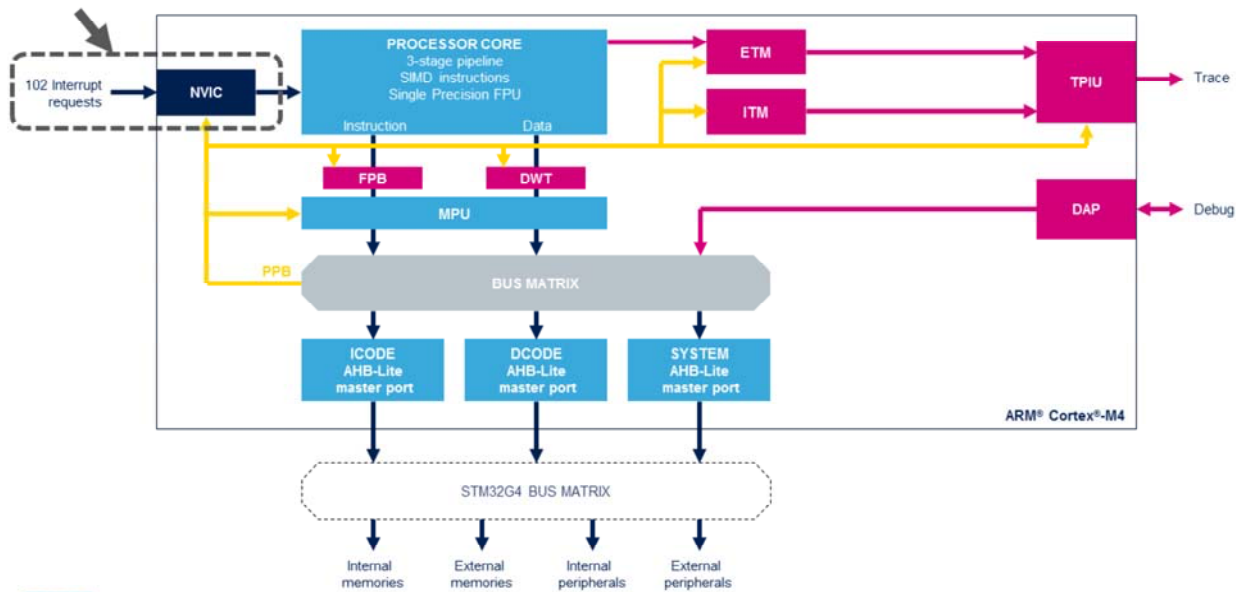 102 Interrupt
requests
NVIC
PROCESSOR CORE
3-stage pipeline
SIMD instructions
Single Precision FPU
Instruction
Data
ETM
ITM
TPIU
Trace
FPB
DWT
MPU
DAP
Debug
PPB
BUS MATRIX
ICODE
AHB-Lite
master port
DCODE
AHB-Lite
master port
SYSTEM
AHB-Lite
master port
ARM® Cortex®-M4
STM32G4 BUS MATRIX
Internal
memories
External
memories
Internal
peripherals
External
peripherals